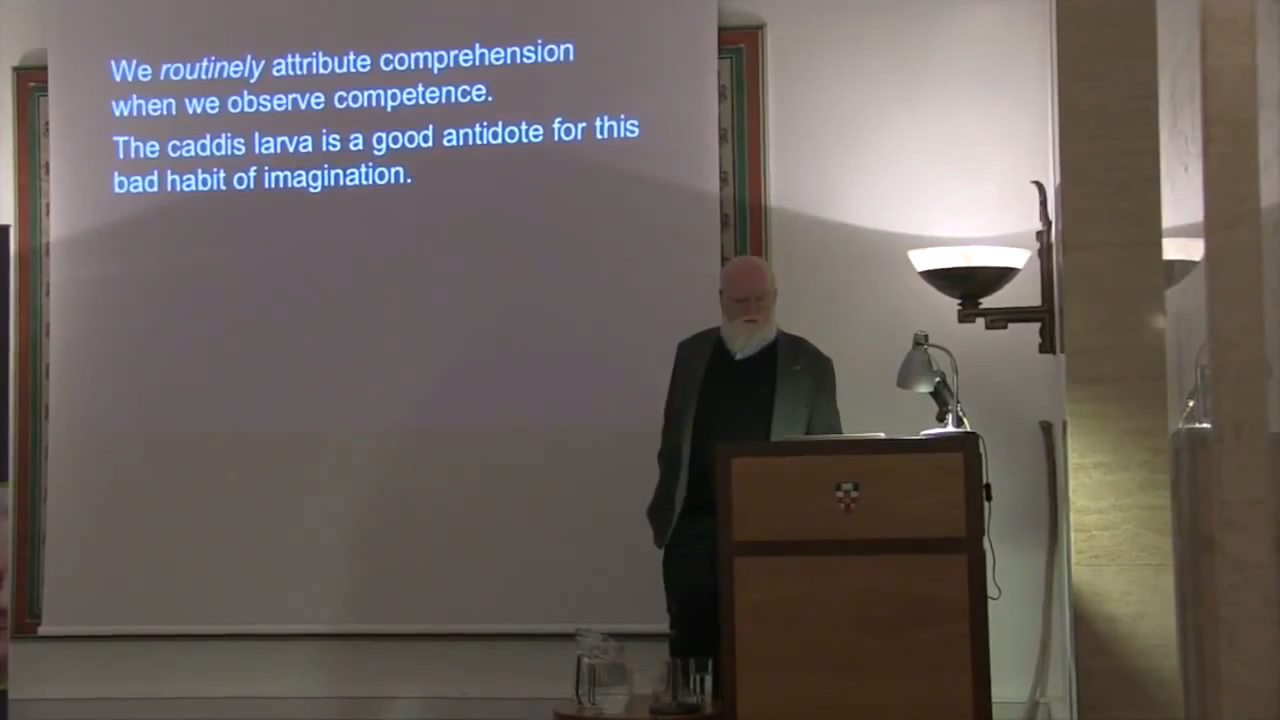 We routinely attribute comprehension
when we observe competence.
The caddis larva is a good antidote for this
bad habit of imagination.